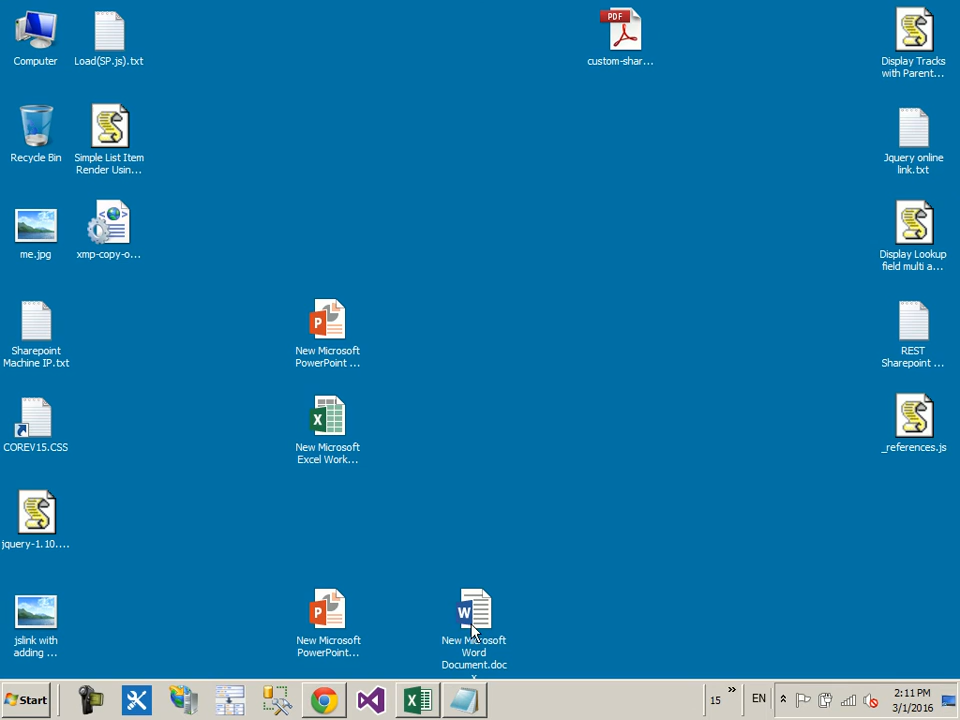 Computer
Load(SP.js).txt
PDF
custom-shar...
Display Tracks
with Parent...
Recycle Bin
Simple List Item
Render Usin...
Jquery online
link.txt
me.jpg
xmp-copy-o...
Display Lookup
field multi a...
Sharepoint
Machine IP.txt
New Microsoft
PowerPoint ...
REST
Sharepoint ...
COREV15.CSS
New Microsoft
Excel Work...
_references.js
jquery-1.10....
jslink with
adding ...
New Microsoft
PowerPoint...
New Microsoft
Word
Document.doc
x
Start
15
EN
2:11 PM
3/1/2016